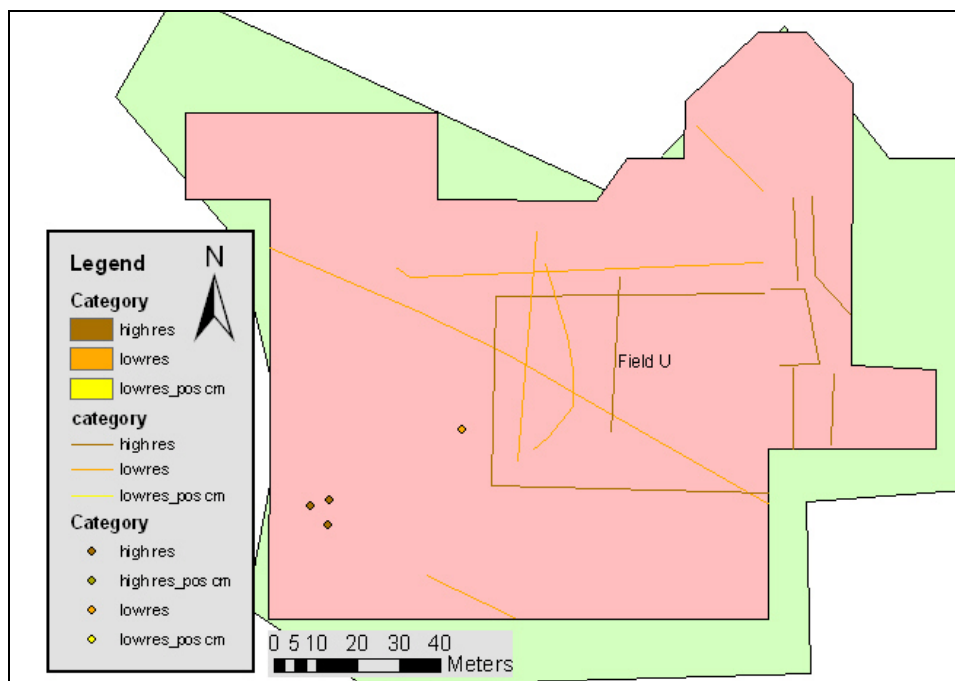 Legend
N
Category
high res
lowres
lowres_pos cm
category
high res
lowres
lowres_pos cm
Category
high res
high res_pos cm
lowres
lowres_pos cm
Field U
0 5 10 20 30 40
Meters